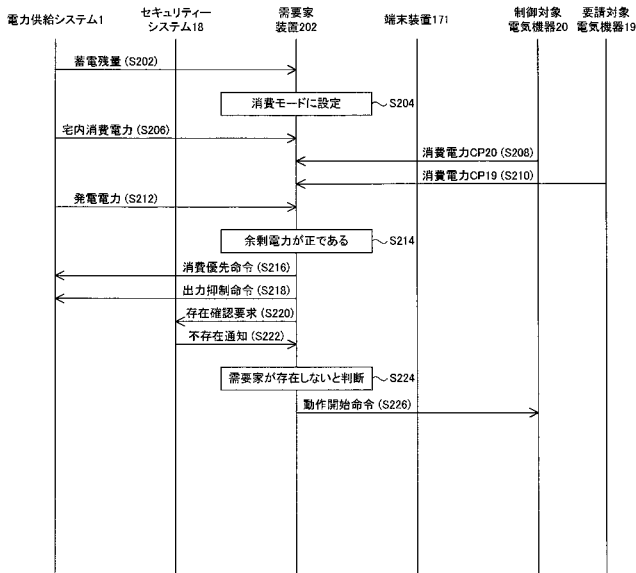 電力供給システム1
セキュリティー
システム18
需要家
装置202
端末装置171
制御対象
電気機器20
要請対象
電気機器19
蓄電残量(S202)
消費モードに設定
S204
宅内消費電力(S206)
消費電力CP20(S208)
消費電力CP19(S210)
発電電力(S212)
余剰電力が正である
S214
消費優先命令(S216)
出力抑制命令(S218)
存在確認要求(S220)
不存在通知(S222)
需要家が存在しないと判断
S224
動作開始命令(S226)